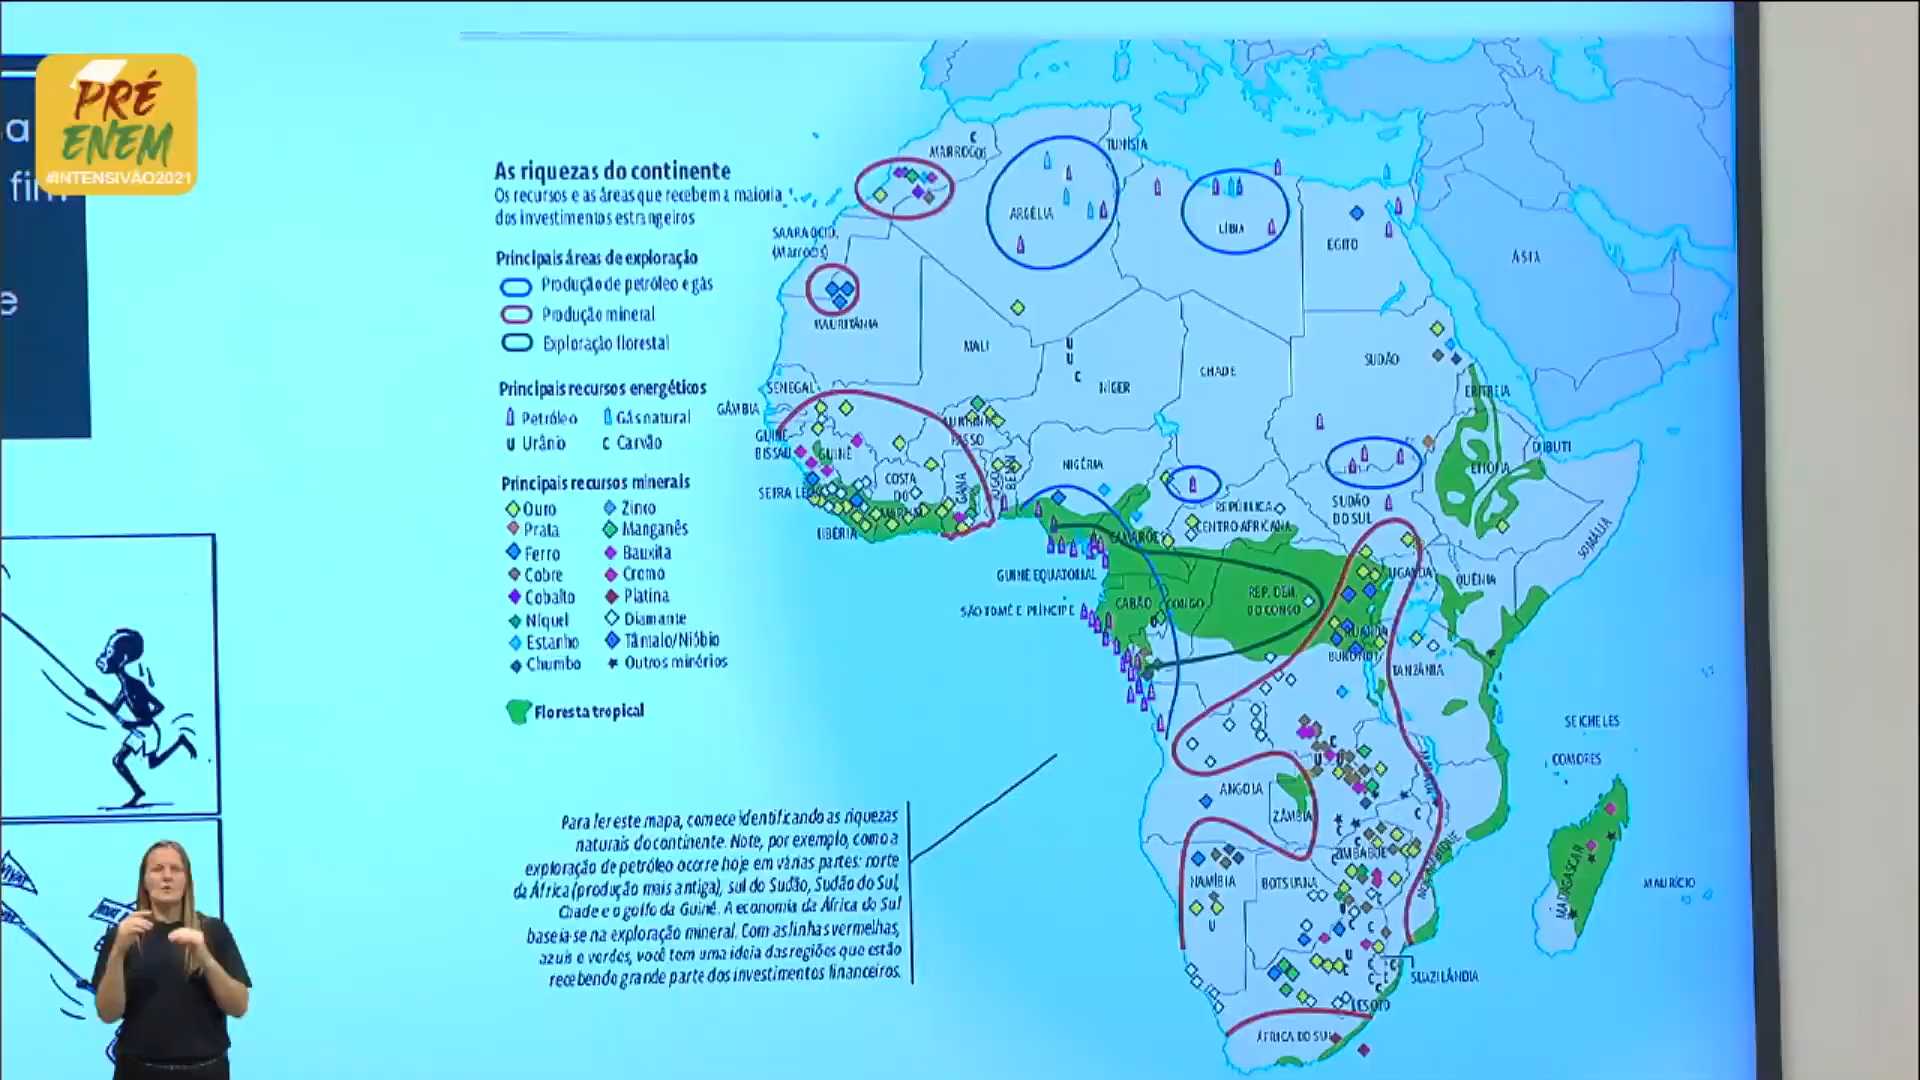 PRÉ
ENEM
#INTENSIVÃO2021
a
e
As riquezas do continente
Os recursos e as áreas que recebem a maioria
dos investimentos estrangeiros
Principais áreas de exploração
Produção de petróleo e gás
Produção mineral
Exploração florestal
Principais recursos energéticos
Petróleo
Gás natural
U Urânio
C Carvão
Principais recursos minerais
Ouro
Zinco
Prata
Manganês
Ferro
Bauxita
Cobre
Cromo
Cobalto
Platina
Níquel
Diamante
Estanho
Tântalo/Nióbio
Chumbo
Outros minérios
Floresta tropical
Para ler este mapa, comece identificando as riquezas
naturais do continente. Note, por exemplo, como a
exploração de petróleo ocorre hoje em várias partes: norte
da África (produção mais antiga), sul do Sudão, Sudão do Sul,
Chade e o golfo da Guiné. A economia da África do Sul
baseia-se na exploração mineral. Com as linhas vermelhas,
azuis e verdes, você tem uma ideia das regiões que estão
recebendo grande parte dos investimentos financeiros.
MARROCOS
TUNÍSIA
ARGÉLIA
LÍBIA
EGITO
ÁSIA
SAARA OCID.
(Marrocos)
MAURITÂNIA
MALI
NÍGER
CHADE
SUDÃO
ERITREIA
SENEGAL
GÂMBIA
GUINÉ
BISSAU
GUINÉ
BURKINA
FASSO
DJIBUTI
ETIÓPIA
SERRA LEOA
COSTA
DO
MARFIM
GANA
TOGO
BENIN
NIGÉRIA
LIBÉRIA
REPÚBLICA
CENTRO AFRICANA
SUDÃO
DO SUL
SOMÁLIA
CAMARÕES
GUINÉ EQUATORIAL
UGANDA
QUÊNIA
SÃO TOMÉ E PRÍNCIPE
GABÃO
CONGO
REP. DEM.
DO CONGO
RUANDA
BURUNDI
TANZÂNIA
SEICHELES
COMORES
ANGOLA
ZÂMBIA
ZIMBÁBUE
MOÇAMBIQUE
NAMÍBIA
BOTSUANA
MADAGASCAR
MAURÍCIO
SUAZILÂNDIA
LESOTO
ÁFRICA DO SUL